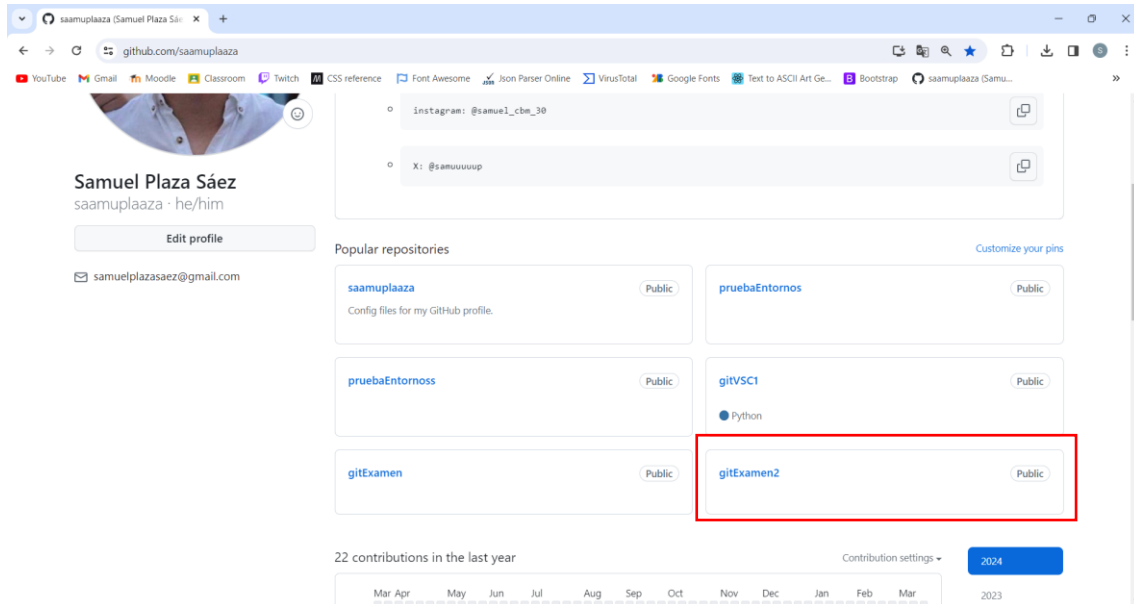 saamuplaaza (Samuel Plaza Sáe
github.com/saamuplaaza
S
YouTube Gmail Moodle Classroom Twitch CSS reference Font Awesome Json Parser Online VirusTotal Google Fonts Text to ASCII Art Ge... Bootstrap saamuplaaza (Samu... »
instagram: @samuel_cbm_30
X: @samuuuuup
Samuel Plaza Sáez
saamuplaaza · he/him
Edit profile
samuelplazasaez@gmail.com
Popular repositories
Customize your pins
saamuplaaza Public
Config files for my GitHub profile.
pruebaEntornos Public
pruebaEntornoss Public
gitVSC1 Public
Python
gitExamen Public
gitExamen2 Public
22 contributions in the last year
Contribution settings
2024
2023
Mar Apr May Jun Jul Aug Sep Oct Nov Dec Jan Feb Mar